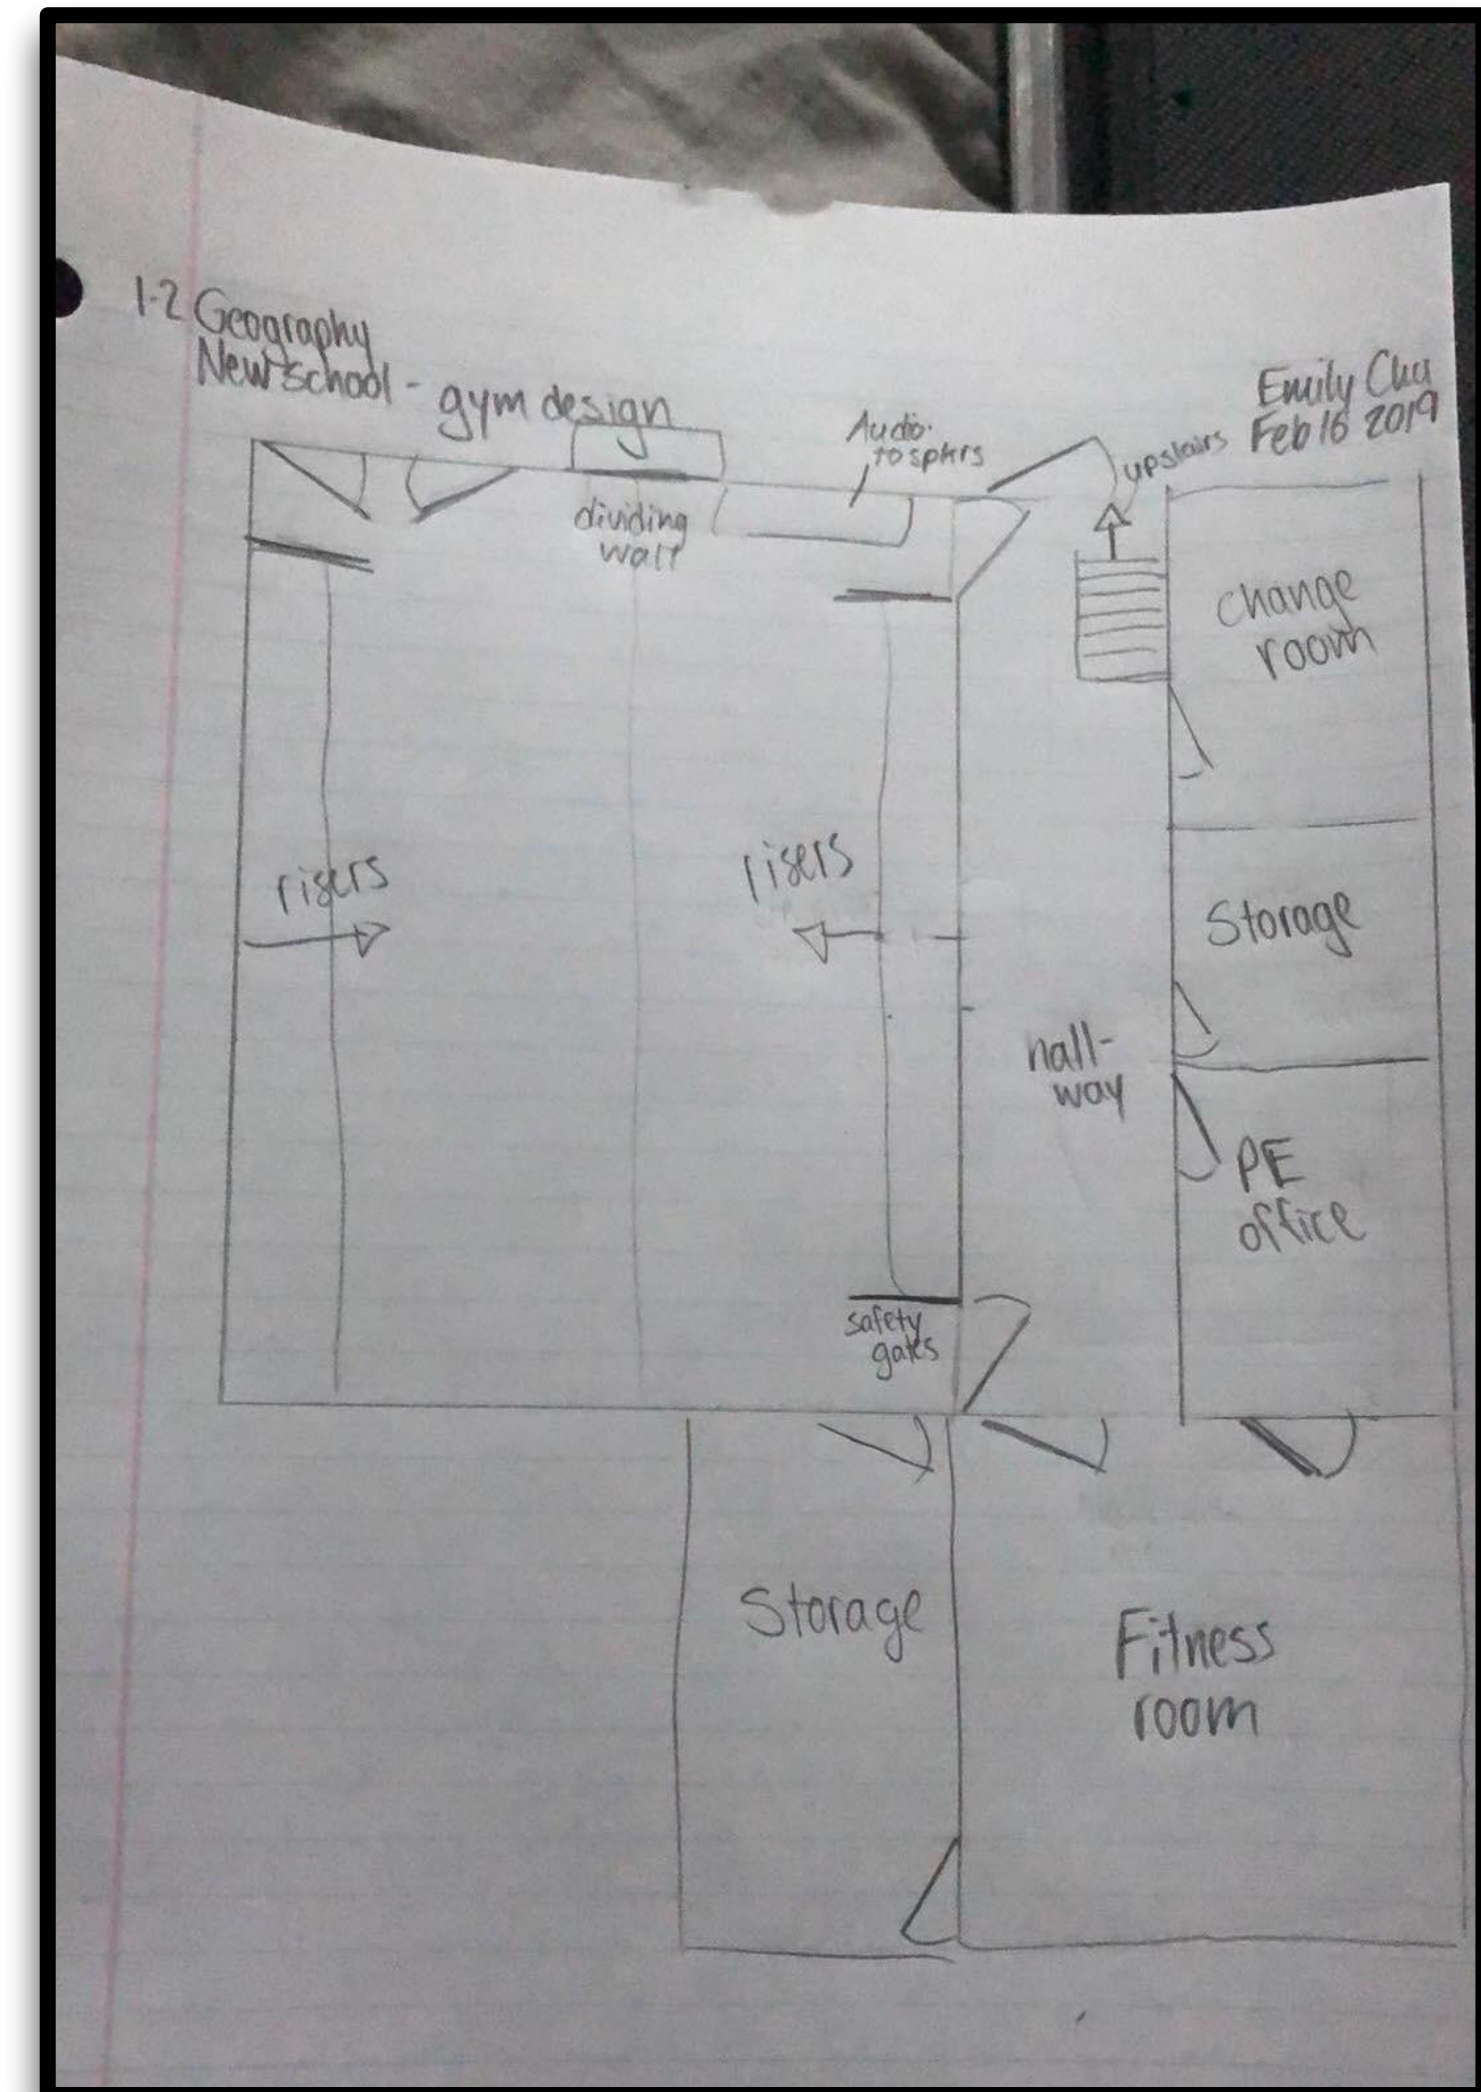 1-2 Geography
New school - gym design
Emily Chu
Feb 16 2019
Audio
to spkrs
upstairs
dividing
wall
change
room
risers
risers
Storage
hall-
way
PE
office
safety
gates
Storage
Fitness
room